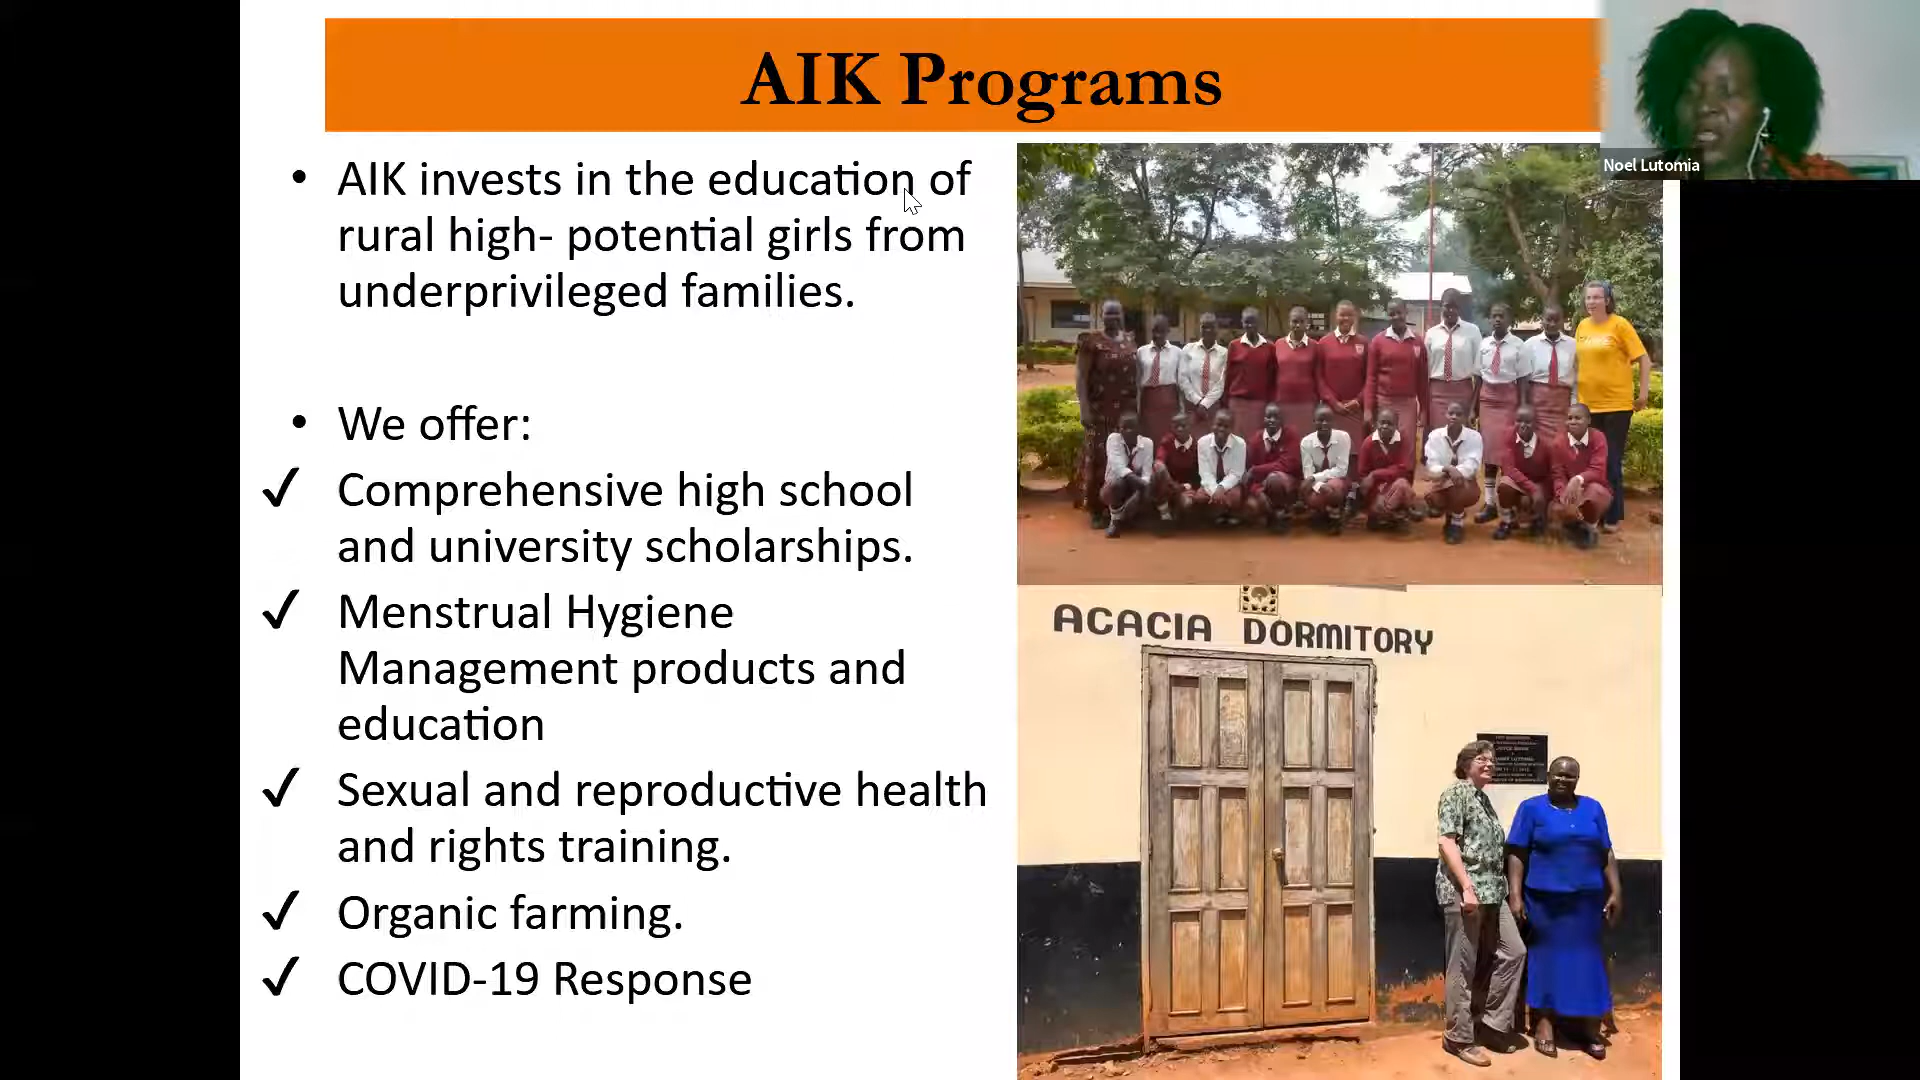 AIK Programs
Noel Lutomia
• AIK invests in the education of
rural high- potential girls from
underprivileged families.
• We offer:
✓ Comprehensive high school
and university scholarships.
✓ Menstrual Hygiene
Management products and
education
✓ Sexual and reproductive health
and rights training.
✓ Organic farming.
✓ COVID-19 Response
ACACIA DORMITORY